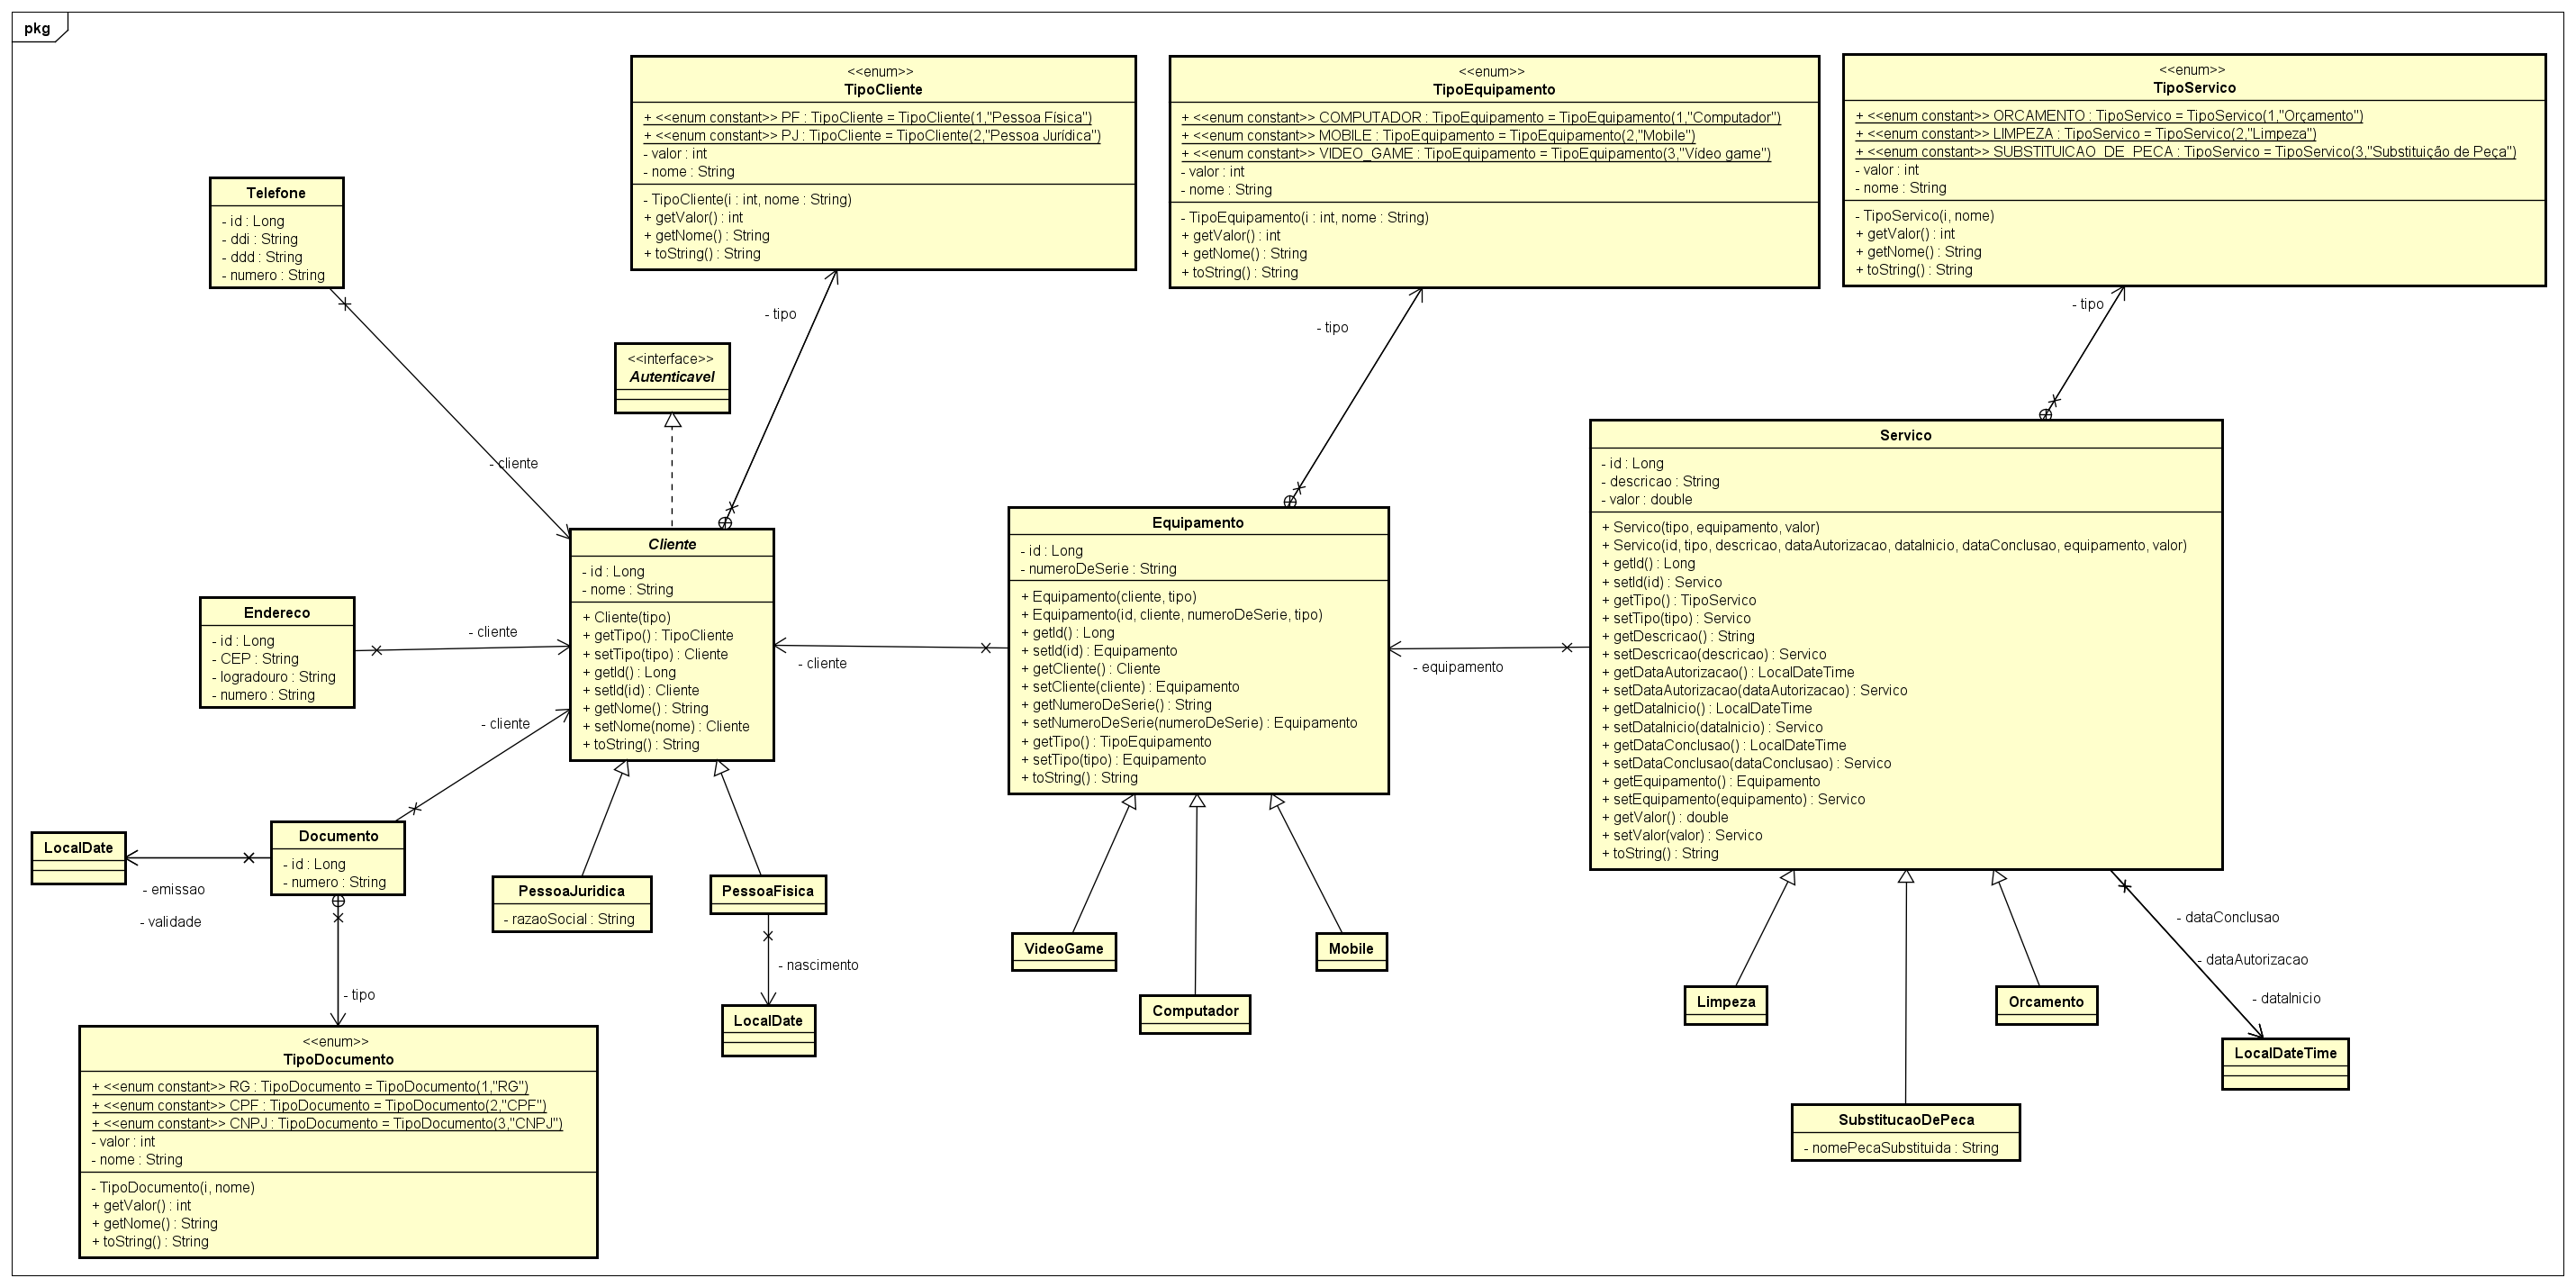 pkg
<<enum>>
TipoCliente
+ <<enum constant>> PF : TipoCliente = TipoCliente(1,"Pessoa Física")
+ <<enum constant>> PJ : TipoCliente = TipoCliente(2,"Pessoa Jurídica")
- valor : int
- nome : String
- TipoCliente(i : int, nome : String)
+ getValor() : int
+ getNome() : String
+ toString() : String
<<enum>>
TipoEquipamento
+ <<enum constant>> COMPUTADOR : TipoEquipamento = TipoEquipamento(1,"Computador")
+ <<enum constant>> MOBILE : TipoEquipamento = TipoEquipamento(2,"Mobile")
+ <<enum constant>> VIDEO_GAME : TipoEquipamento = TipoEquipamento(3,"Vídeo game")
- valor : int
- nome : String
- TipoEquipamento(i : int, nome : String)
+ getValor() : int
+ getNome() : String
+ toString() : String
<<enum>>
TipoServico
+ <<enum constant>> ORCAMENTO : TipoServico = TipoServico(1,"Orçamento")
+ <<enum constant>> LIMPEZA : TipoServico = TipoServico(2,"Limpeza")
+ <<enum constant>> SUBSTITUICAO_DE_PECA : TipoServico = TipoServico(3,"Substituição de Peça")
- valor : int
- nome : String
- TipoServico(i, nome)
+ getValor() : int
+ getNome() : String
+ toString() : String
Telefone
- id : Long
- ddi : String
- ddd : String
- numero : String
- tipo
- tipo
- tipo
<<interface>>
Autenticavel
- cliente
Cliente
- id : Long
- nome : String
+ Cliente(tipo)
+ getTipo() : TipoCliente
+ setTipo(tipo) : Cliente
+ getId() : Long
+ setId(id) : Cliente
+ getNome() : String
+ setNome(nome) : Cliente
+ toString() : String
Endereco
- id : Long
- CEP : String
- logradouro : String
- numero : String
- cliente
- cliente
- cliente
Equipamento
- id : Long
- numeroDeSerie : String
+ Equipamento(cliente, tipo)
+ Equipamento(id, cliente, numeroDeSerie, tipo)
+ getId() : Long
+ setId(id) : Equipamento
+ getCliente() : Cliente
+ setCliente(cliente) : Equipamento
+ getNumeroDeSerie() : String
+ setNumeroDeSerie(numeroDeSerie) : Equipamento
+ getTipo() : TipoEquipamento
+ setTipo(tipo) : Equipamento
+ toString() : String
- equipamento
Servico
- id : Long
- descricao : String
- valor : double
+ Servico(tipo, equipamento, valor)
+ Servico(id, tipo, descricao, dataAutorizacao, dataInicio, dataConclusao, equipamento, valor)
+ getId() : Long
+ setId(id) : Servico
+ getTipo() : TipoServico
+ setTipo(tipo) : Servico
+ getDescricao() : String
+ setDescricao(descricao) : Servico
+ getDataAutorizacao() : LocalDateTime
+ setDataAutorizacao(dataAutorizacao) : Servico
+ getDataInicio() : LocalDateTime
+ setDataInicio(dataInicio) : Servico
+ getDataConclusao() : LocalDateTime
+ setDataConclusao(dataConclusao) : Servico
+ getEquipamento() : Equipamento
+ setEquipamento(equipamento) : Servico
+ getValor() : double
+ setValor(valor) : Servico
+ toString() : String
LocalDate
Documento
- id : Long
- numero : String
- emissao
- validade
PessoaJuridica
- razaoSocial : String
PessoaFisica
- nascimento
LocalDate
- tipo
VideoGame
Computador
Mobile
Limpeza
Orcamento
- dataConclusao
- dataAutorizacao
- dataInicio
LocalDateTime
SubstitucaoDePeca
- nomePecaSubstituida : String
<<enum>>
TipoDocumento
+ <<enum constant>> RG : TipoDocumento = TipoDocumento(1,"RG")
+ <<enum constant>> CPF : TipoDocumento = TipoDocumento(2,"CPF")
+ <<enum constant>> CNPJ : TipoDocumento = TipoDocumento(3,"CNPJ")
- valor : int
- nome : String
- TipoDocumento(i, nome)
+ getValor() : int
+ getNome() : String
+ toString() : String